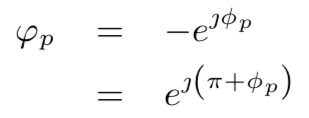 φ_p = −e^{ȷϕ_p}
= e^{ȷ(π+ϕ_p)}